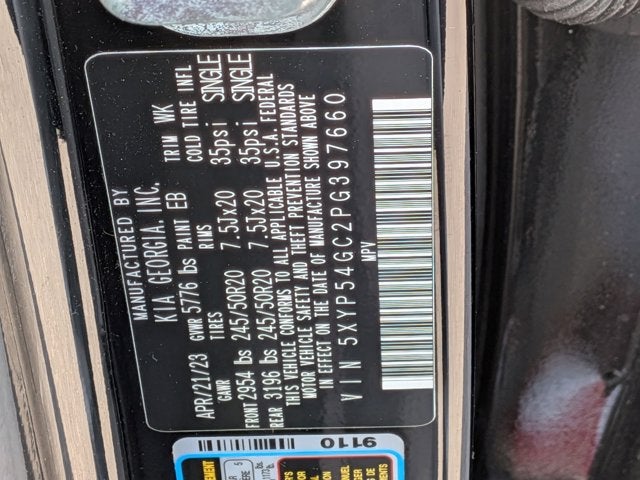 MANUFACTURED BY
KIA GEORGIA, INC.
APR/21/23 GVWR 5776 lbs PAINT EB TRIM WK
GAWR TIRES RIMS COLD TIRE INFL
FRONT 2954 lbs 245/50R20 7.5Jx20 35psi SINGLE
REAR 3196 lbs 245/50R20 7.5Jx20 35psi SINGLE
THIS VEHICLE CONFORMS TO ALL APPLICABLE U.S.A. FEDERAL
MOTOR VEHICLE SAFETY AND THEFT PREVENTION STANDARDS
IN EFFECT ON THE DATE OF MANUFACTURE SHOWN ABOVE
VIN 5XYP54GC2PG397660
MPV
9110